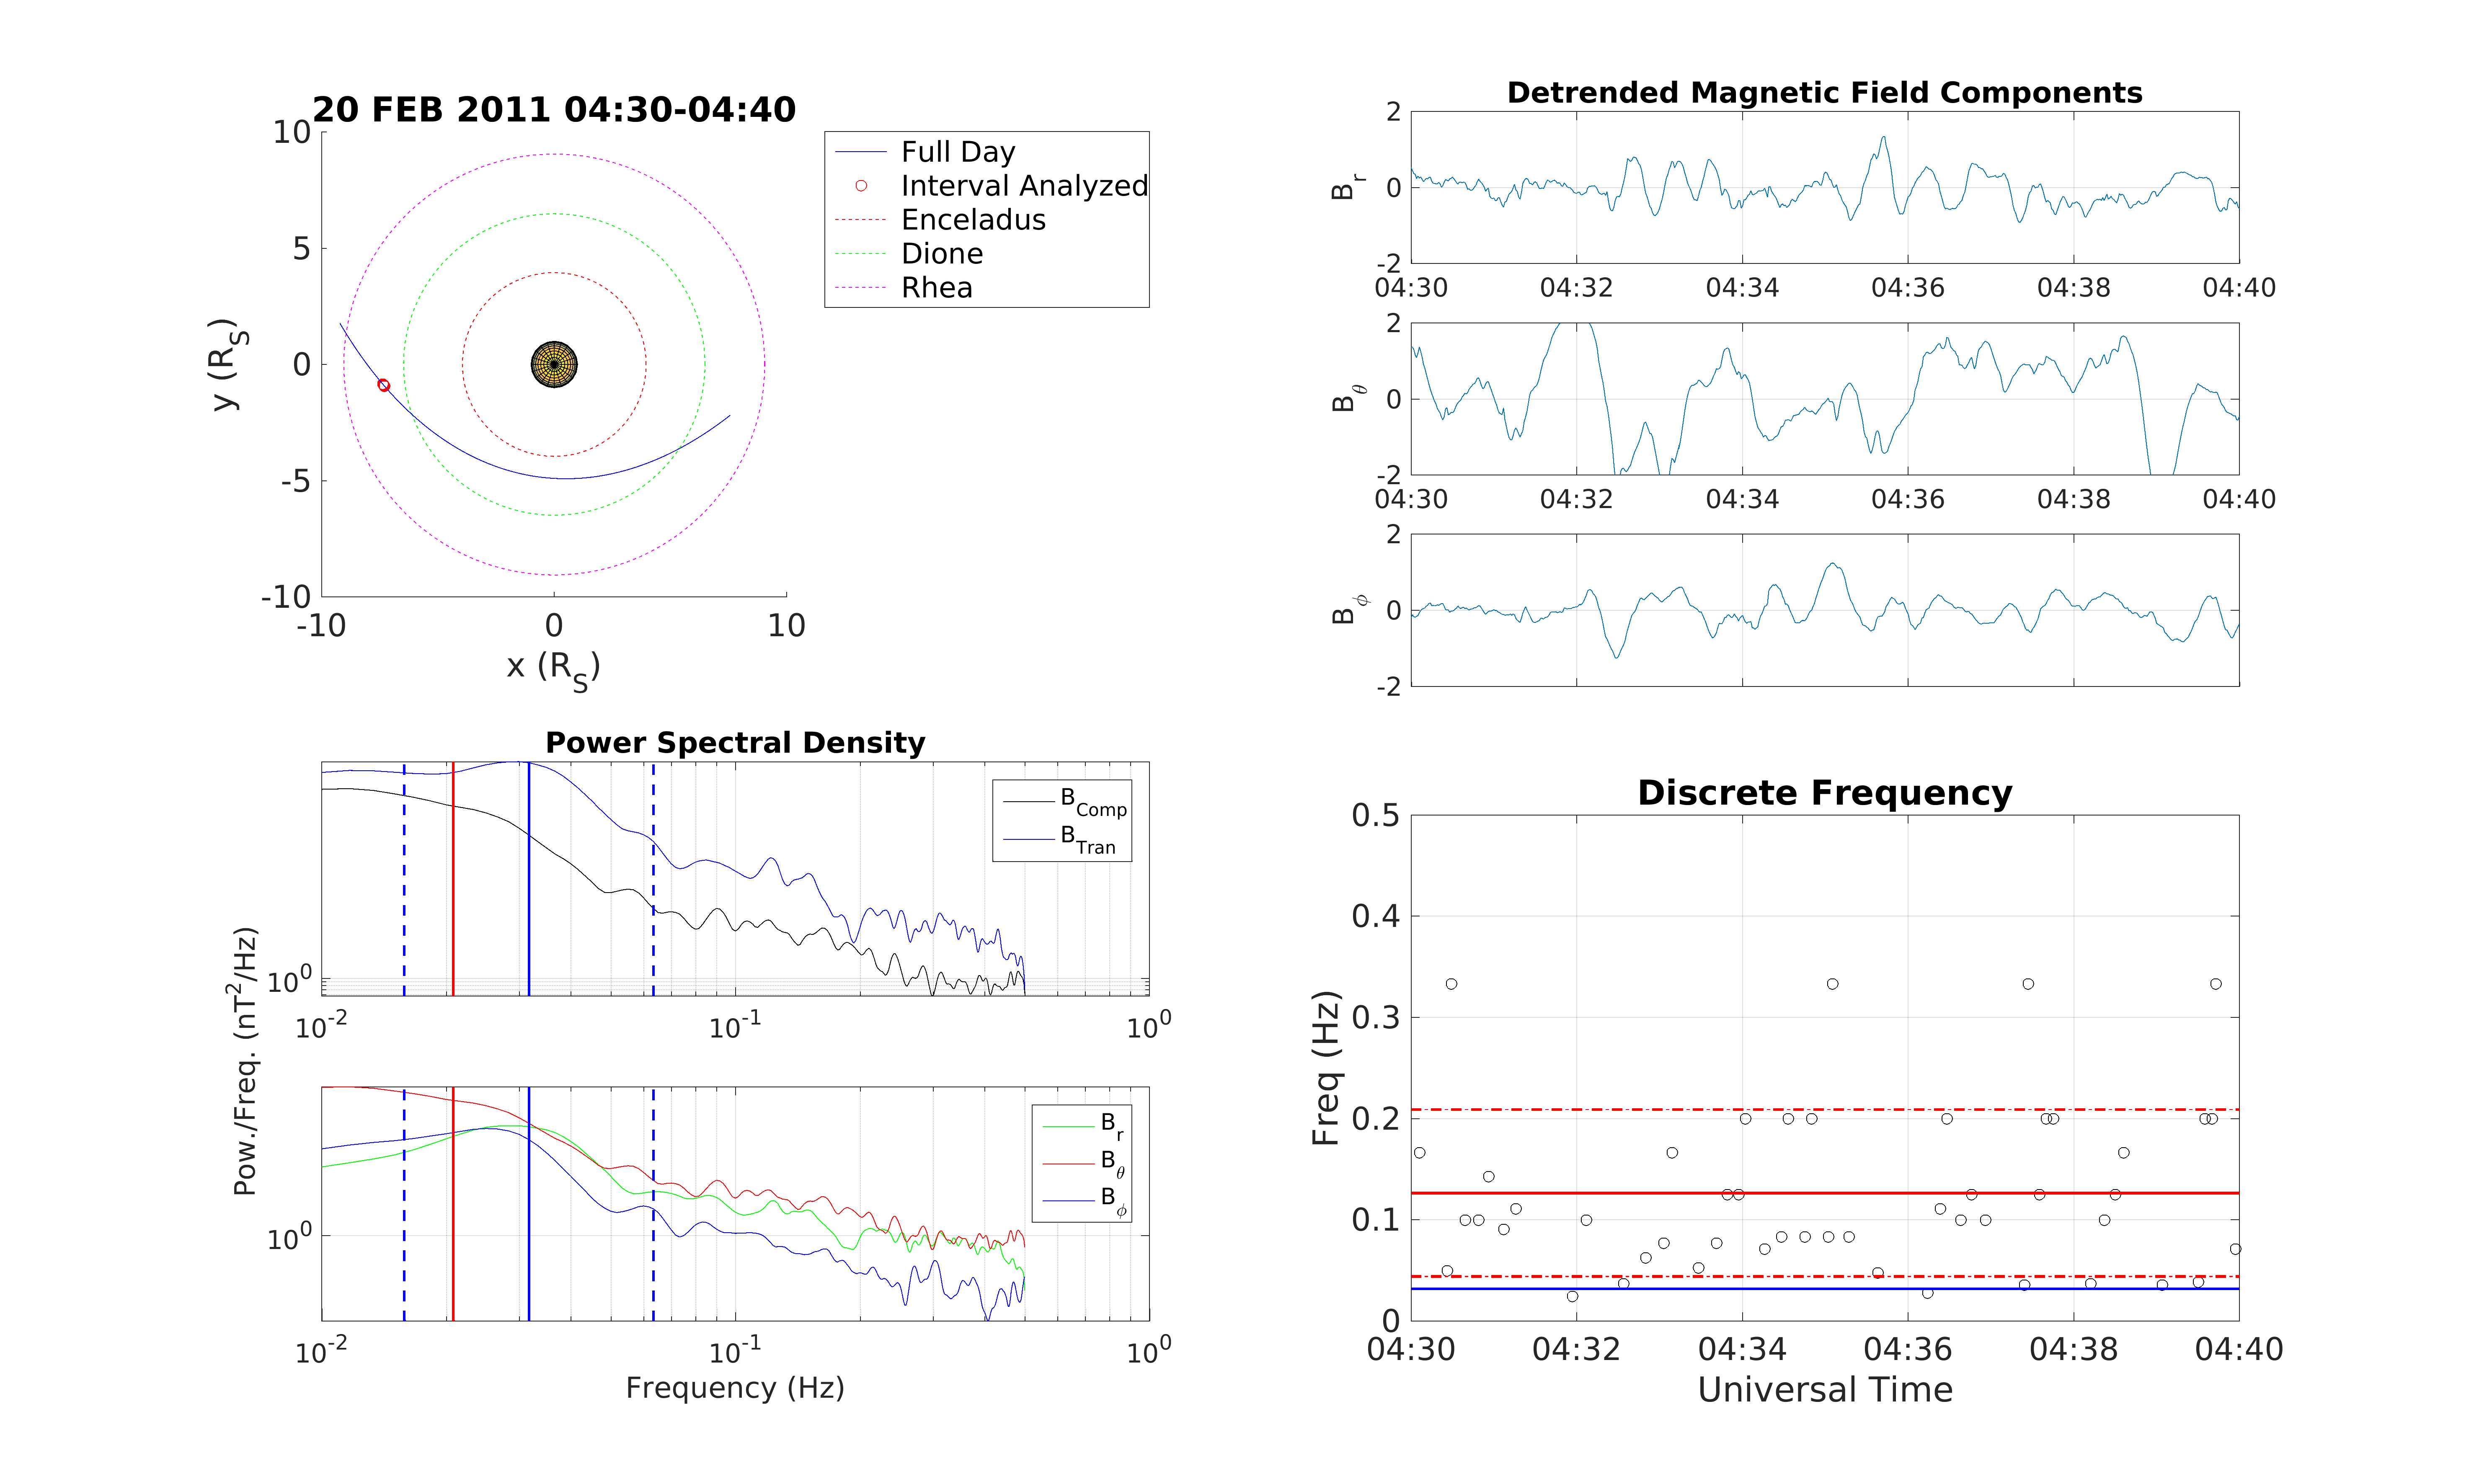 20 FEB 2011 04:30-04:40
10
5
0
-5
-10
-10 0 10
y (R_S)
x (R_S)
Full Day
Interval Analyzed
Enceladus
Dione
Rhea
Detrended Magnetic Field Components
2
0
-2
B_r
04:30 04:32 04:34 04:36 04:38 04:40
2
0
-2
B_θ
04:30 04:32 04:34 04:36 04:38 04:40
2
0
-2
B_ϕ
Power Spectral Density
B_Comp
B_Tran
10^0
10^-2 10^-1 10^0
Pow./Freq. (nT^2/Hz)
B_r
B_θ
B_ϕ
10^0
10^-2 10^-1 10^0
Frequency (Hz)
Discrete Frequency
0.5
0.4
0.3
0.2
0.1
0
Freq (Hz)
04:30 04:32 04:34 04:36 04:38 04:40
Universal Time